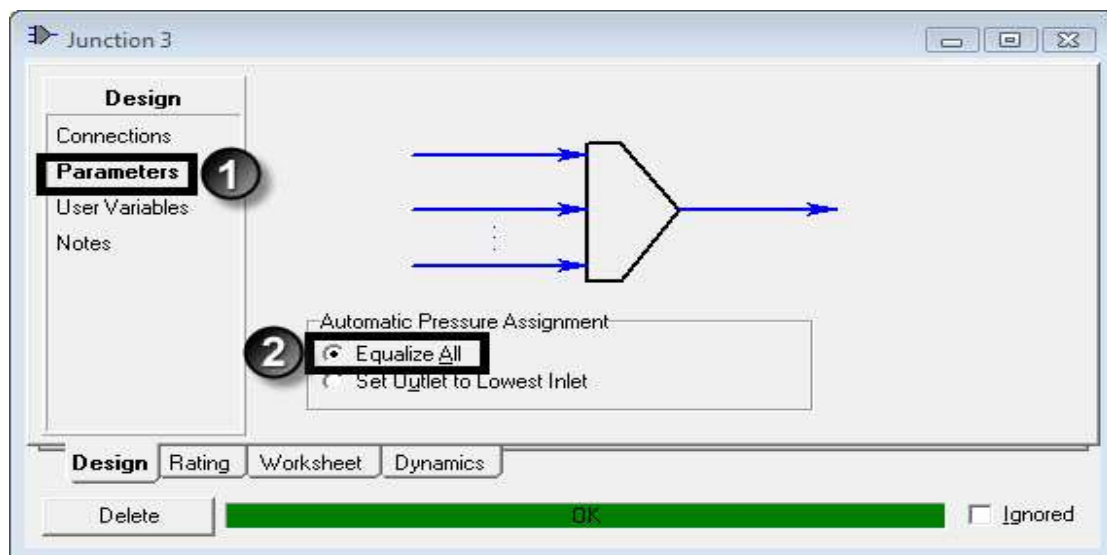 Junction 3
Design
Connections
Parameters
1
User Variables
Notes
Automatic Pressure Assignment
2
Equalize All
Set Outlet to Lowest Inlet
Design Rating Worksheet Dynamics
Delete
OK
Ignored